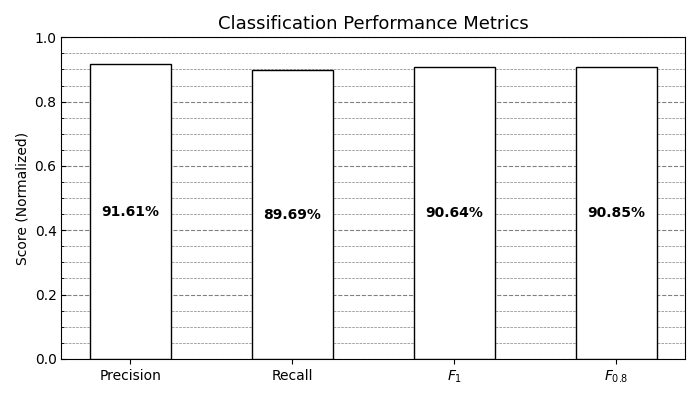 Classification Performance Metrics
Score (Normalized)
1.0
0.8
0.6
0.4
0.2
0.0
91.61%
89.69%
90.64%
90.85%
Precision
Recall
F₁
F₀.₈